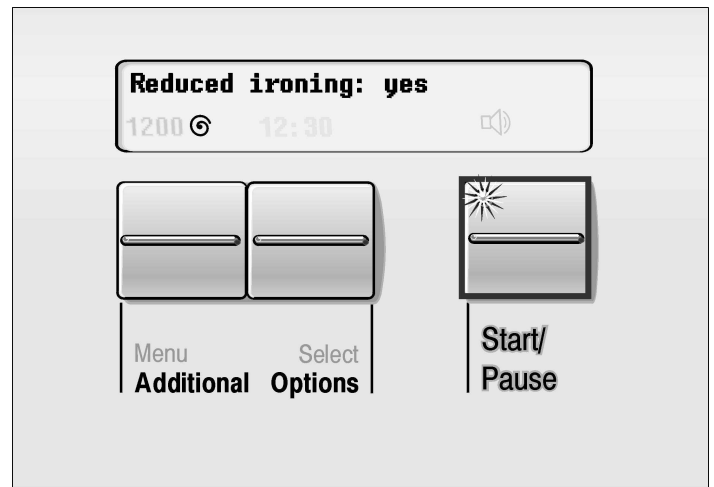 Reduced ironing: yes
1200 12:30
Menu Select
Additional Options
Start/
Pause